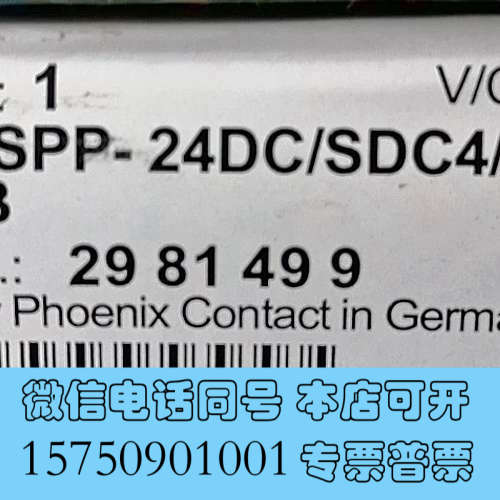 : 1 V/C
SPP- 24DC/SDC4/
3
.: 29 81 49 9
Phoenix Contact in Germa
微信电话同号 本店可开
15750901001 专票普票